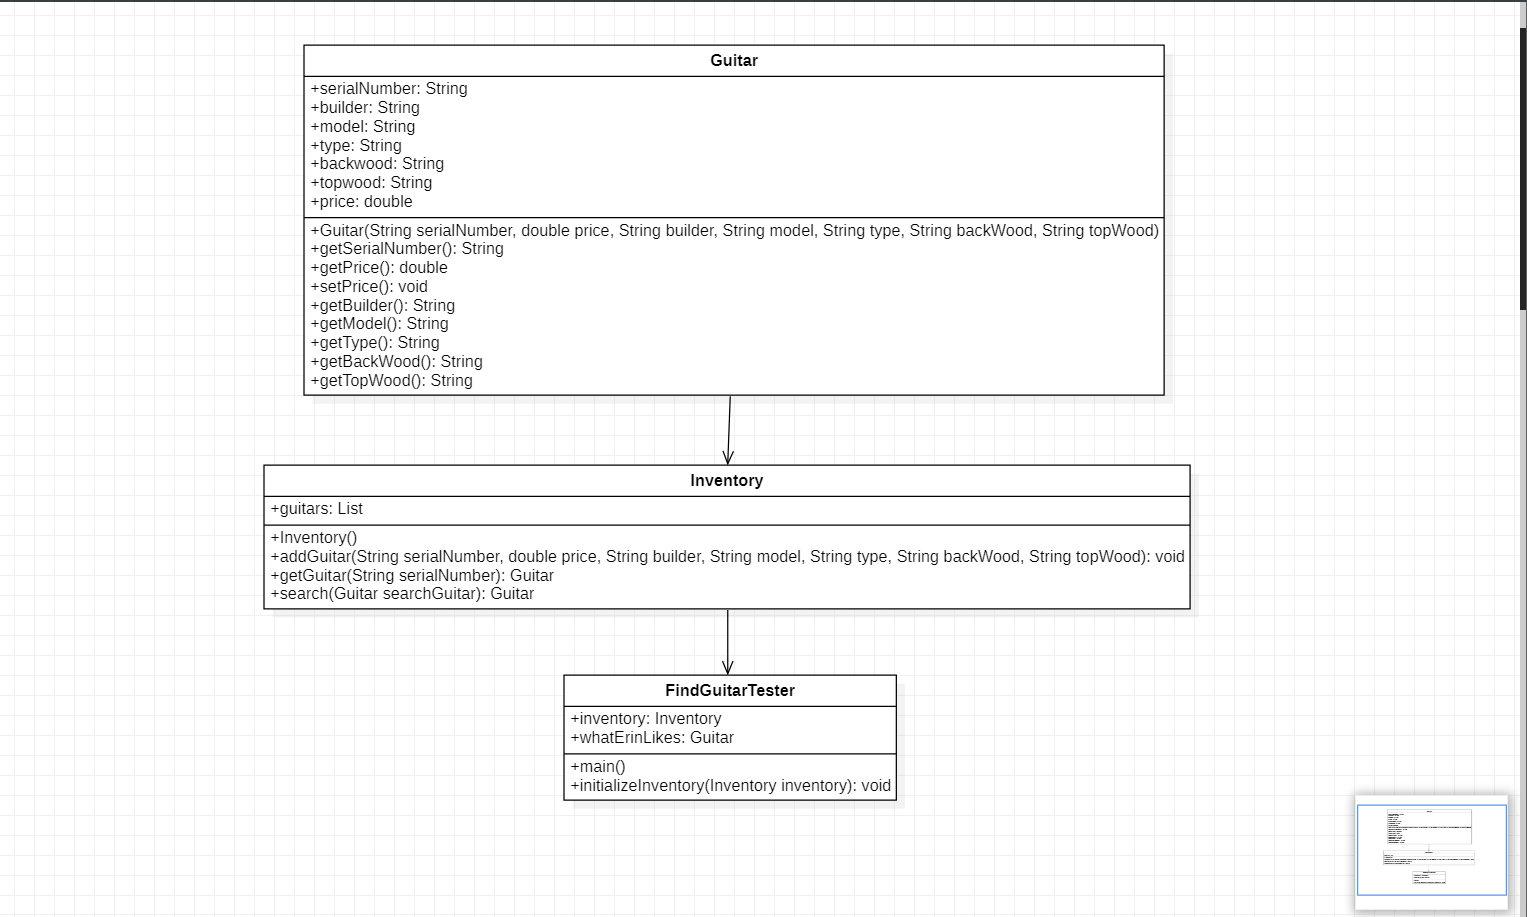 Guitar
+serialNumber: String
+builder: String
+model: String
+type: String
+backwood: String
+topwood: String
+price: double
+Guitar(String serialNumber, double price, String builder, String model, String type, String backWood, String topWood)
+getSerialNumber(): String
+getPrice(): double
+setPrice(): void
+getBuilder(): String
+getModel(): String
+getType(): String
+getBackWood(): String
+getTopWood(): String
Inventory
+guitars: List
+Inventory()
+addGuitar(String serialNumber, double price, String builder, String model, String type, String backWood, String topWood): void
+getGuitar(String serialNumber): Guitar
+search(Guitar searchGuitar): Guitar
FindGuitarTester
+inventory: Inventory
+whatErinLikes: Guitar
+main()
+initializeInventory(Inventory inventory): void